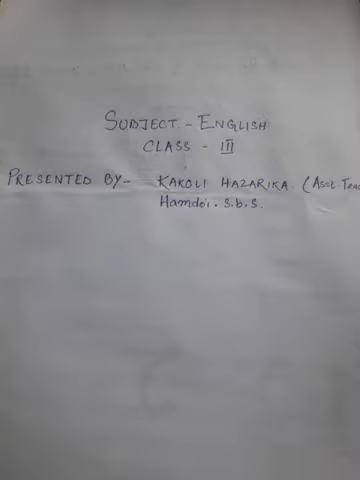 SUBJECT - ENGLISH
CLASS - III
PRESENTED BY- KAKOLI HAZARIKA (Asst. Teac
Hamdoi. S.b.S.